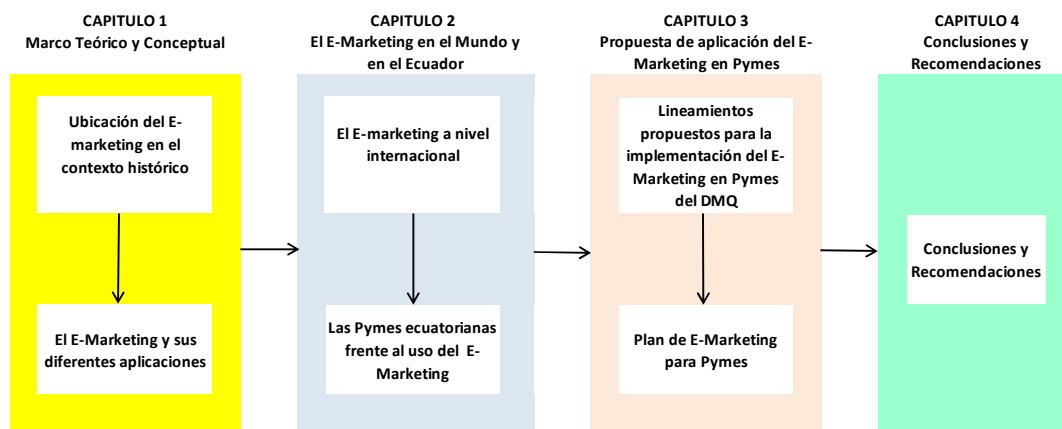 CAPITULO 1
Marco Teórico y Conceptual
Ubicación del E-
marketing en el
contexto histórico
El E-Marketing y sus
diferentes aplicaciones
CAPITULO 2
El E-Marketing en el Mundo y
en el Ecuador
El E-marketing a nivel
internacional
Las Pymes ecuatorianas
frente al uso del E-
Marketing
CAPITULO 3
Propuesta de aplicación del E-
Marketing en Pymes
Lineamientos
propuestos para la
implementación del E-
Marketing en Pymes
del DMQ
Plan de E-Marketing
para Pymes
CAPITULO 4
Conclusiones y
Recomendaciones
Conclusiones y
Recomendaciones